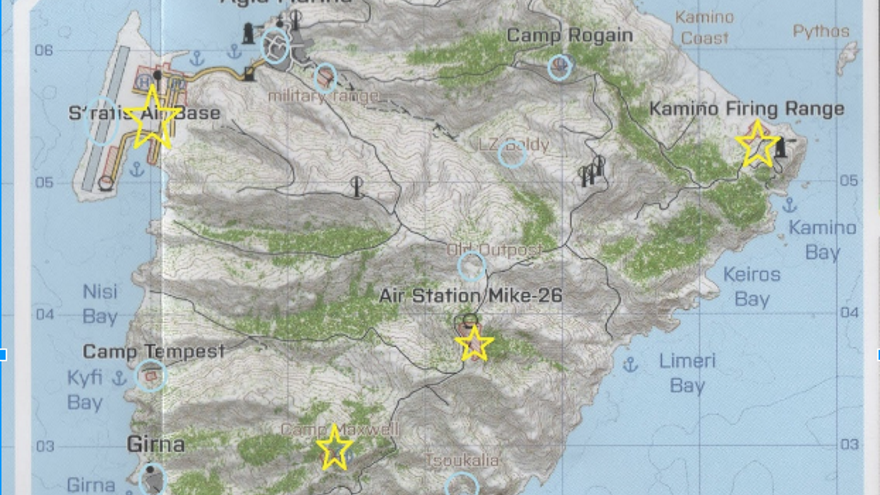 Agia Marina
06
Camp Rogain
Kamino
Coast
Pythos
military range
Stratis Air Base
Kamino Firing Range
LZ Baldy
05
05
Kamino
Bay
Old Outpost
Keiros
Bay
Nisi
Bay
Air Station Mike-26
04
04
Camp Tempest
Kyfi
Bay
Limeri
Bay
Camp Maxwell
03
Girna
03
Tsoukalia
Girna